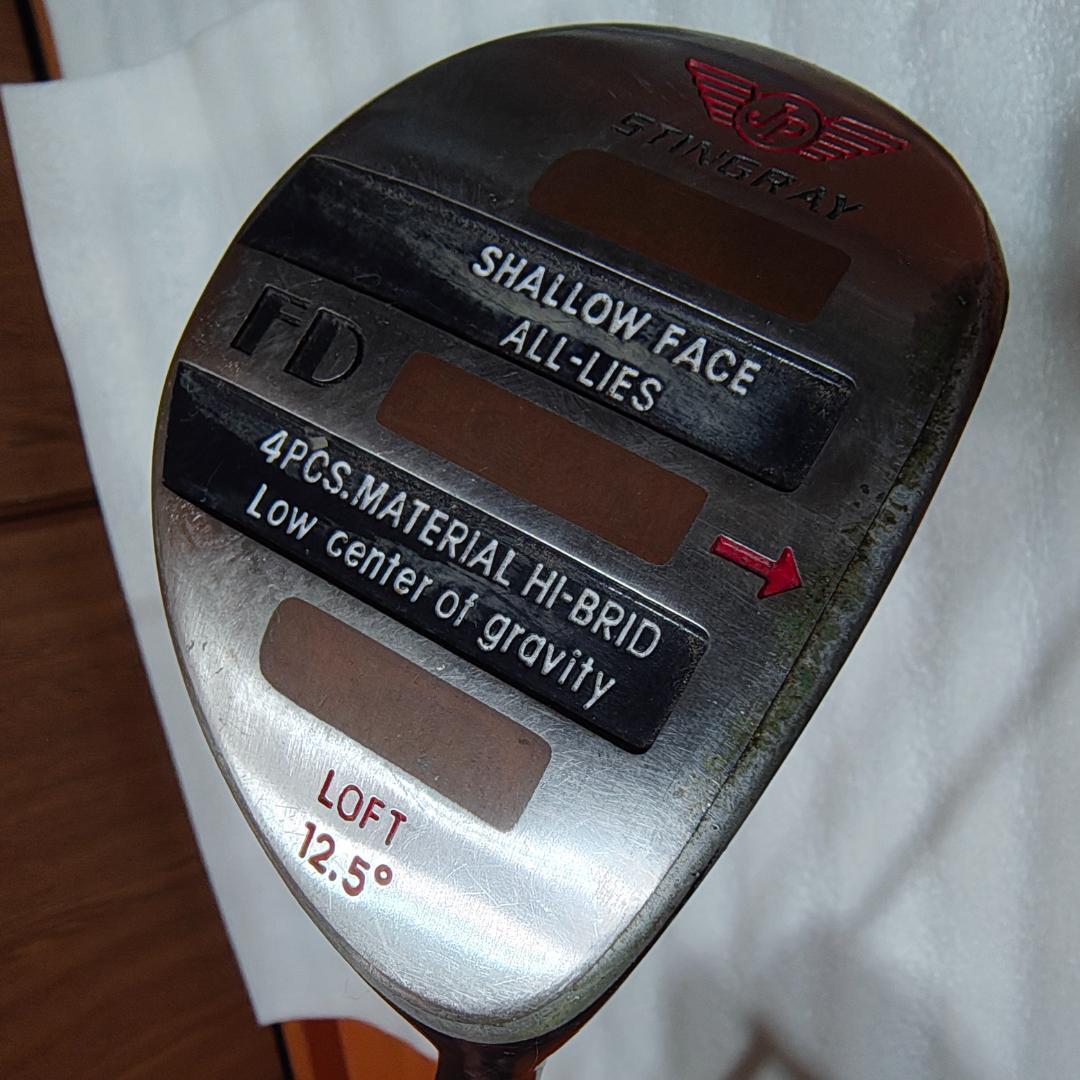 JP
STINGRAY
SHALLOW FACE
ALL-LIES
FD
4PCS.MATERIAL HI-BRID
Low center of gravity
LOFT
12.5°